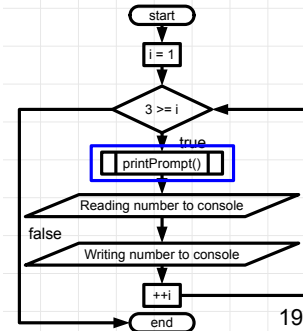 start
i = 1
3 >= i
true
printPrompt()
Reading number to console
false
Writing number to console
++i
19
end